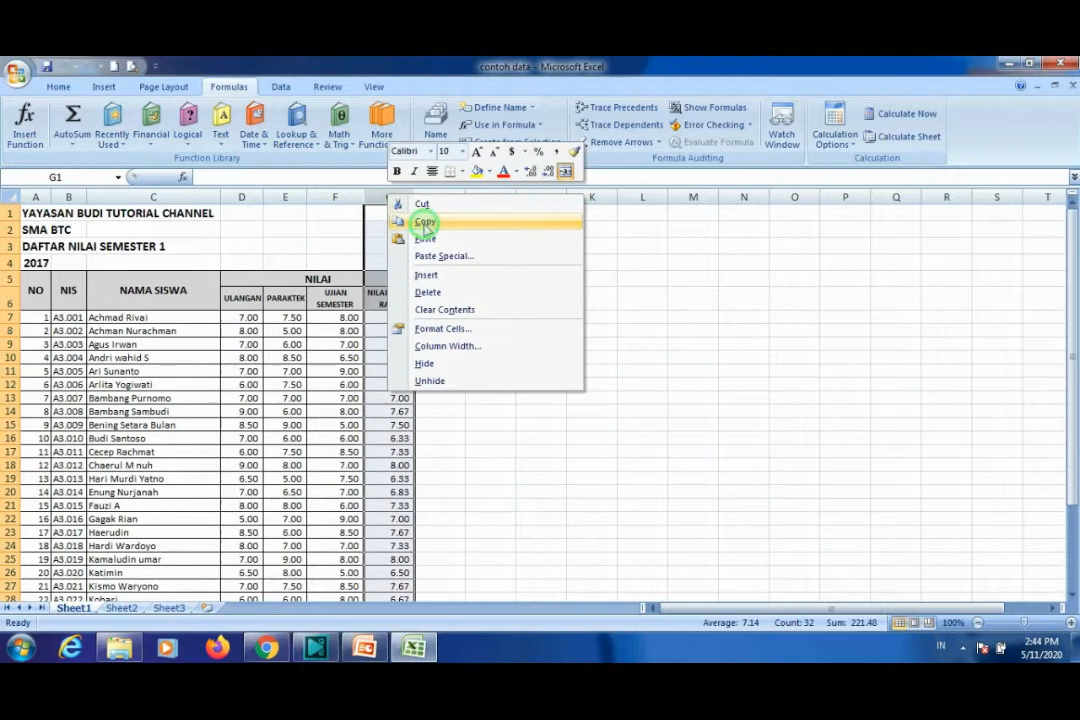 contoh data - Microsoft Excel
Home Insert Page Layout Formulas Data Review View
Insert Function AutoSum Recently Used Financial Logical Text Date & Time Lookup & Reference Math & Trig More
Function Library
Name
Define Name
Use in Formula
Trace Precedents
Trace Dependents
Remove Arrows
Show Formulas
Error Checking
Evaluate Formula
Formula Auditing
Watch Window
Calculation Options
Calculate Now
Calculate Sheet
Calculation
Calibri 10 A A $ % ,
B I A
G1 fx
A B C D E F K L M N O P Q R S T
1 YAYASAN BUDI TUTORIAL CHANNEL
2 SMA BTC
3 DAFTAR NILAI SEMESTER 1
4 2017
5 NO NIS NAMA SISWA NILAI
6 ULANGAN PARAKTEK UJIAN SEMESTER
7 1 A3.001 Achmad Rivai 7.00 7.50 8.00
8 2 A3.002 Achman Nurachman 8.00 5.00 8.00
9 3 A3.003 Agus Irwan 7.00 6.00 7.00
10 4 A3.004 Andri wahid S 8.00 8.50 6.50
11 5 A3.005 Ari Sunanto 7.00 7.00 9.00
12 6 A3.006 Arlita Yogiwati 6.00 7.50 8.00
13 7 A3.007 Bambang Purnomo 7.00 6.00 8.00 7.00
14 8 A3.008 Bambang Sambudi 9.00 6.00 8.00 7.67
15 9 A3.009 Bening Setara Bulan 8.50 9.00 5.00 7.50
16 10 A3.010 Budi Santoso 7.00 6.00 6.00 6.33
17 11 A3.011 Cecep Rachmat 6.00 7.50 8.50 7.33
18 12 A3.012 Chaerul M nuh 9.00 8.00 7.00 8.00
19 13 A3.013 Hari Murdi Yatno 6.50 5.00 7.50 6.33
20 14 A3.014 Enung Nurjanah 7.00 6.50 7.00 6.83
21 15 A3.015 Fauzi A 8.00 8.00 6.00 7.33
22 16 A3.016 Gagak Rian 5.00 7.00 9.00 7.00
23 17 A3.017 Haerudin 8.50 6.00 8.50 7.67
24 18 A3.018 Hardi Wardoyo 8.00 7.00 7.00 7.33
25 19 A3.019 Kamaludin umar 7.00 9.00 8.00 8.00
26 20 A3.020 Katimin 6.50 8.00 5.00 6.50
27 21 A3.021 Kismo Waryono 7.00 7.50 8.50 7.67
28 22 A3.022 Kohari 6.00 6.00 8.00 6.67
Cut
Copy
Paste
Paste Special...
Insert
Delete
Clear Contents
Format Cells...
Column Width...
Hide
Unhide
Sheet1 Sheet2 Sheet3
Ready Average: 7.14 Count: 32 Sum: 221.48 100%
IN 2:44 PM
5/11/2020